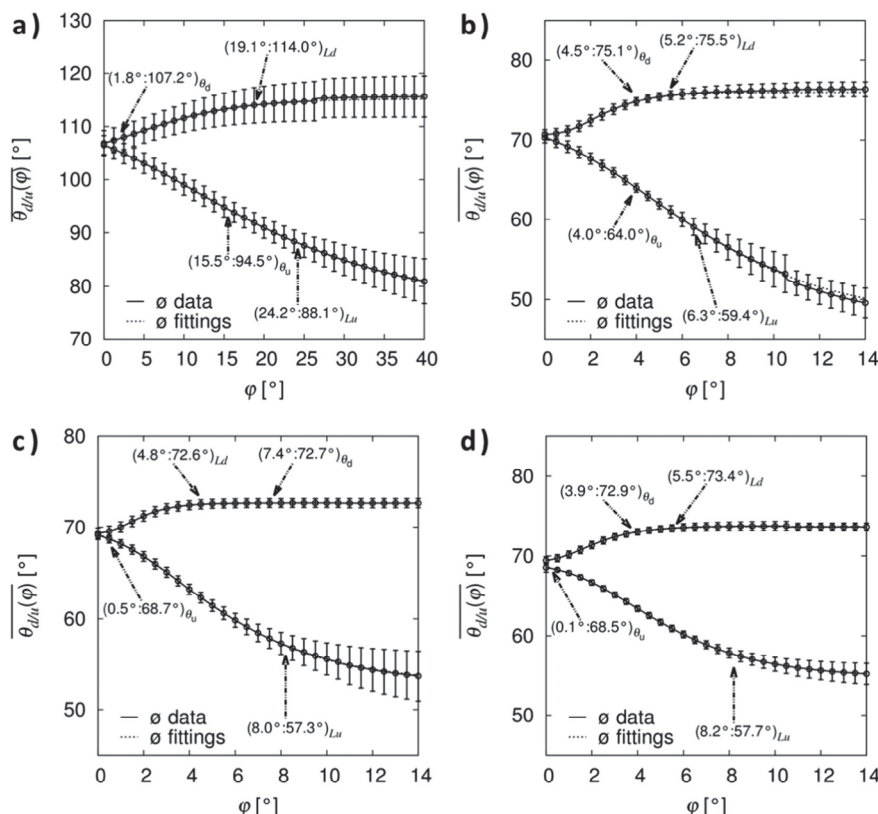 a)
130
120
110
100
90
80
70
θd/u(φ) [°]
(1.8°:107.2°)θd
(19.1°:114.0°)Ld
(15.5°:94.5°)θu
(24.2°:88.1°)Lu
ø data
ø fittings
0 5 10 15 20 25 30 35 40
φ [°]
b)
80
70
60
50
θd/u(φ) [°]
(4.5°:75.1°)θd
(5.2°:75.5°)Ld
(4.0°:64.0°)θu
(6.3°:59.4°)Lu
ø data
ø fittings
0 2 4 6 8 10 12 14
φ [°]
c)
80
70
60
50
θd/u(φ) [°]
(4.8°:72.6°)Ld
(7.4°:72.7°)θd
(0.5°:68.7°)θu
(8.0°:57.3°)Lu
ø data
ø fittings
0 2 4 6 8 10 12 14
φ [°]
d)
80
70
60
50
θd/u(φ) [°]
(3.9°:72.9°)θd
(5.5°:73.4°)Ld
(0.1°:68.5°)θu
(8.2°:57.7°)Lu
ø data
ø fittings
0 2 4 6 8 10 12 14
φ [°]